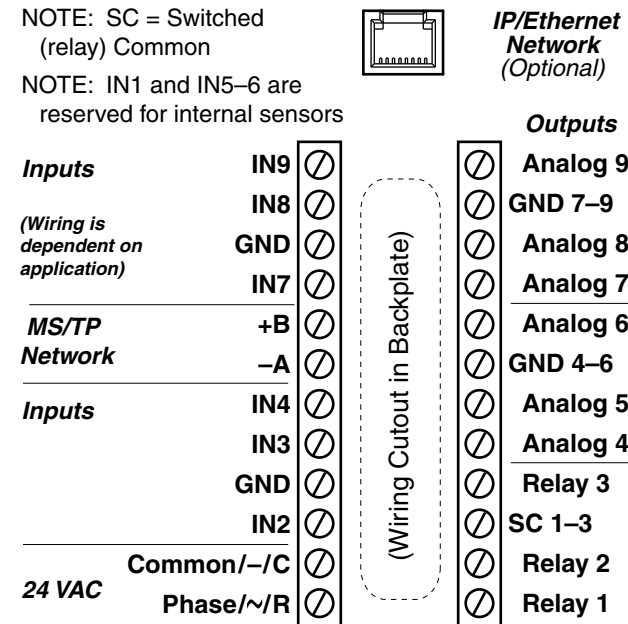 NOTE: SC = Switched
(relay) Common
NOTE: IN1 and IN5–6 are
reserved for internal sensors
IP/Ethernet
Network
(Optional)
Inputs
(Wiring is
dependent on
application)
IN9
IN8
GND
IN7
MS/TP
Network
+B
–A
Inputs
IN4
IN3
GND
IN2
24 VAC
Common/–/C
Phase/~/R
(Wiring Cutout in Backplate)
Outputs
Analog 9
GND 7–9
Analog 8
Analog 7
Analog 6
GND 4–6
Analog 5
Analog 4
Relay 3
SC 1–3
Relay 2
Relay 1